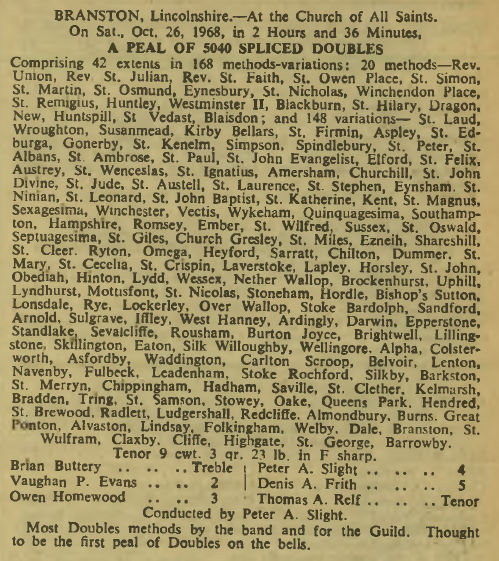 BRANSTON, Lincolnshire.—At the Church of All Saints.
On Sat., Oct. 26, 1968, in 2 Hours and 36 Minutes,
A PEAL OF 5040 SPLICED DOUBLES
Comprising 42 extents in 168 methods-variations: 20 methods—Rev.
Union, Rev St. Julian, Rev. St. Faith, St. Owen Place, St. Simon,
St. Martin, St. Osmund, Eynesbury, St. Nicholas, Winchendon Place,
St. Remigius, Huntley, Westminster II, Blackburn, St. Hilary, Dragon,
New, Huntspill, St Vedast, Blaisdon; and 148 variations— St. Laud,
Wroughton, Susanmead, Kirby Bellars, St. Firmin, Aspley, St. Ed-
burga, Gonerby, St. Kenelm, Simpson, Spindlebury, St. Peter, St.
Albans, St. Ambrose, St. Paul, St. John Evangelist, Elford, St. Felix,
Austrey, St. Wenceslas, St. Ignatius, Amersham, Churchill, St. John
Divine, St. Jude, St. Austell, St. Laurence, St. Stephen, Eynsham. St.
Ninian, St. Leonard, St. John Baptist, St. Katherine, Kent, St. Magnus,
Sexagesima, Winchester, Vectis, Wykeham, Quinquagesima, Southamp-
ton, Hampshire, Romsey, Ember, St. Wilfred, Sussex, St. Oswald,
Septuagesima, St. Giles, Church Gresley, St. Miles, Ezneih, Shareshill,
St. Cleer. Ryton, Omega, Heyford, Sarratt, Chilton, Dummer, St.
Mary, St. Cecelia, St. Crispin, Laverstoke, Lapley. Horsley, St. John,
Obediah, Hinton, Lydd, Wessex, Nether Wallop, Brockenhurst, Uphill,
Lyndhurst, Mottisfont, St. Nicolas, Stoneham, Hordle, Bishop's Sutton,
Lonsdale, Rye, Lockerley, Over Wallop, Stoke Bardolph, Sandford,
Arnold, Sulgrave, Iffley, West Hanney, Ardingly, Darwin, Epperstone,
Standlake, Sevalcliffe, Rousham, Burton Joyce, Brightwell, Lilling-
stone, Skillington, Eaton, Silk Willoughby, Wellingore, Alpha, Colster-
worth, Asfordby, Waddington, Carlton Scroop, Belvoir, Lenton,
Navenby, Fulbeck, Leadenham, Stoke Rochford, Silkby, Barkston,
St. Merryn, Chippingham, Hadham, Saville, St. Clether, Kelmarsh,
Bradden, Tring, St. Samson, Stowey, Oake, Queens Park, Hendred,
St. Brewood, Radlett, Ludgershall, Redcliffe, Almondbury. Burns. Great
Ponton, Alvaston, Lindsay, Folkingham, Welby, Dale, Branston, St.
Wulfram, Claxby. Cliffe, Highgate, St. George, Barrowby.
Tenor 9 cwt. 3 qr. 23 lb. in F sharp.
Brian Buttery .. .. .. Treble | Peter A. Slight .. .. .. 4
Vaughan P. Evans .. .. 2 | Denis A. Frith .. .. .. 5
Owen Homewood .. .. 3 Thomas A. Relf .. .. .. Tenor
Conducted by Peter A. Slight.
Most Doubles methods by the band and for the Guild. Thought
to be the first peal of Doubles on the bells.